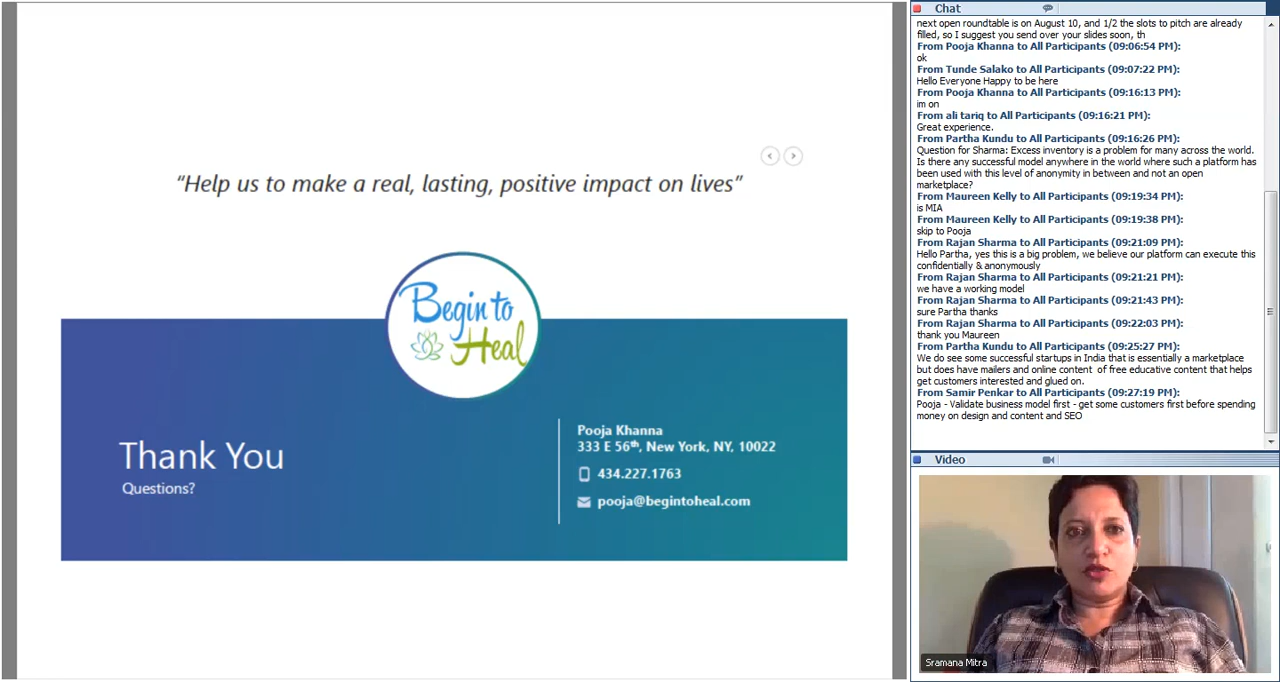 “Help us to make a real, lasting, positive impact on lives”
Begin to
Heal
Thank You
Questions?
Pooja Khanna
333 E 56th, New York, NY, 10022
434.227.1763
pooja@begintoheal.com
Chat
next open roundtable is on August 10, and 1/2 the slots to pitch are already
filled, so I suggest you send over your slides soon, th
From Pooja Khanna to All Participants (09:06:54 PM):
ok
From Tunde Salako to All Participants (09:07:22 PM):
Hello Everyone Happy to be here
From Pooja Khanna to All Participants (09:16:13 PM):
im on
From ali tariq to All Participants (09:16:21 PM):
Great experience.
From Partha Kundu to All Participants (09:16:26 PM):
Question for Sharma: Excess inventory is a problem for many across the world.
Is there any successful model anywhere in the world where such a platform has
been used with this level of anonymity in between and not an open
marketplace?
From Maureen Kelly to All Participants (09:19:34 PM):
is MIA
From Maureen Kelly to All Participants (09:19:38 PM):
skip to Pooja
From Rajan Sharma to All Participants (09:21:09 PM):
Hello Partha, yes this is a big problem, we believe our platform can execute this
confidentially & anonymously
From Rajan Sharma to All Participants (09:21:21 PM):
we have a working model
From Rajan Sharma to All Participants (09:21:43 PM):
sure Partha thanks
From Rajan Sharma to All Participants (09:22:03 PM):
thank you Maureen
From Partha Kundu to All Participants (09:25:27 PM):
We do see some successful startups in India that is essentially a marketplace
but does have mailers and online content of free educative content that helps
get customers interested and glued on.
From Samir Penkar to All Participants (09:27:19 PM):
Pooja - Validate business model first - get some customers first before spending
money on design and content and SEO
Video
Sramana Mitra